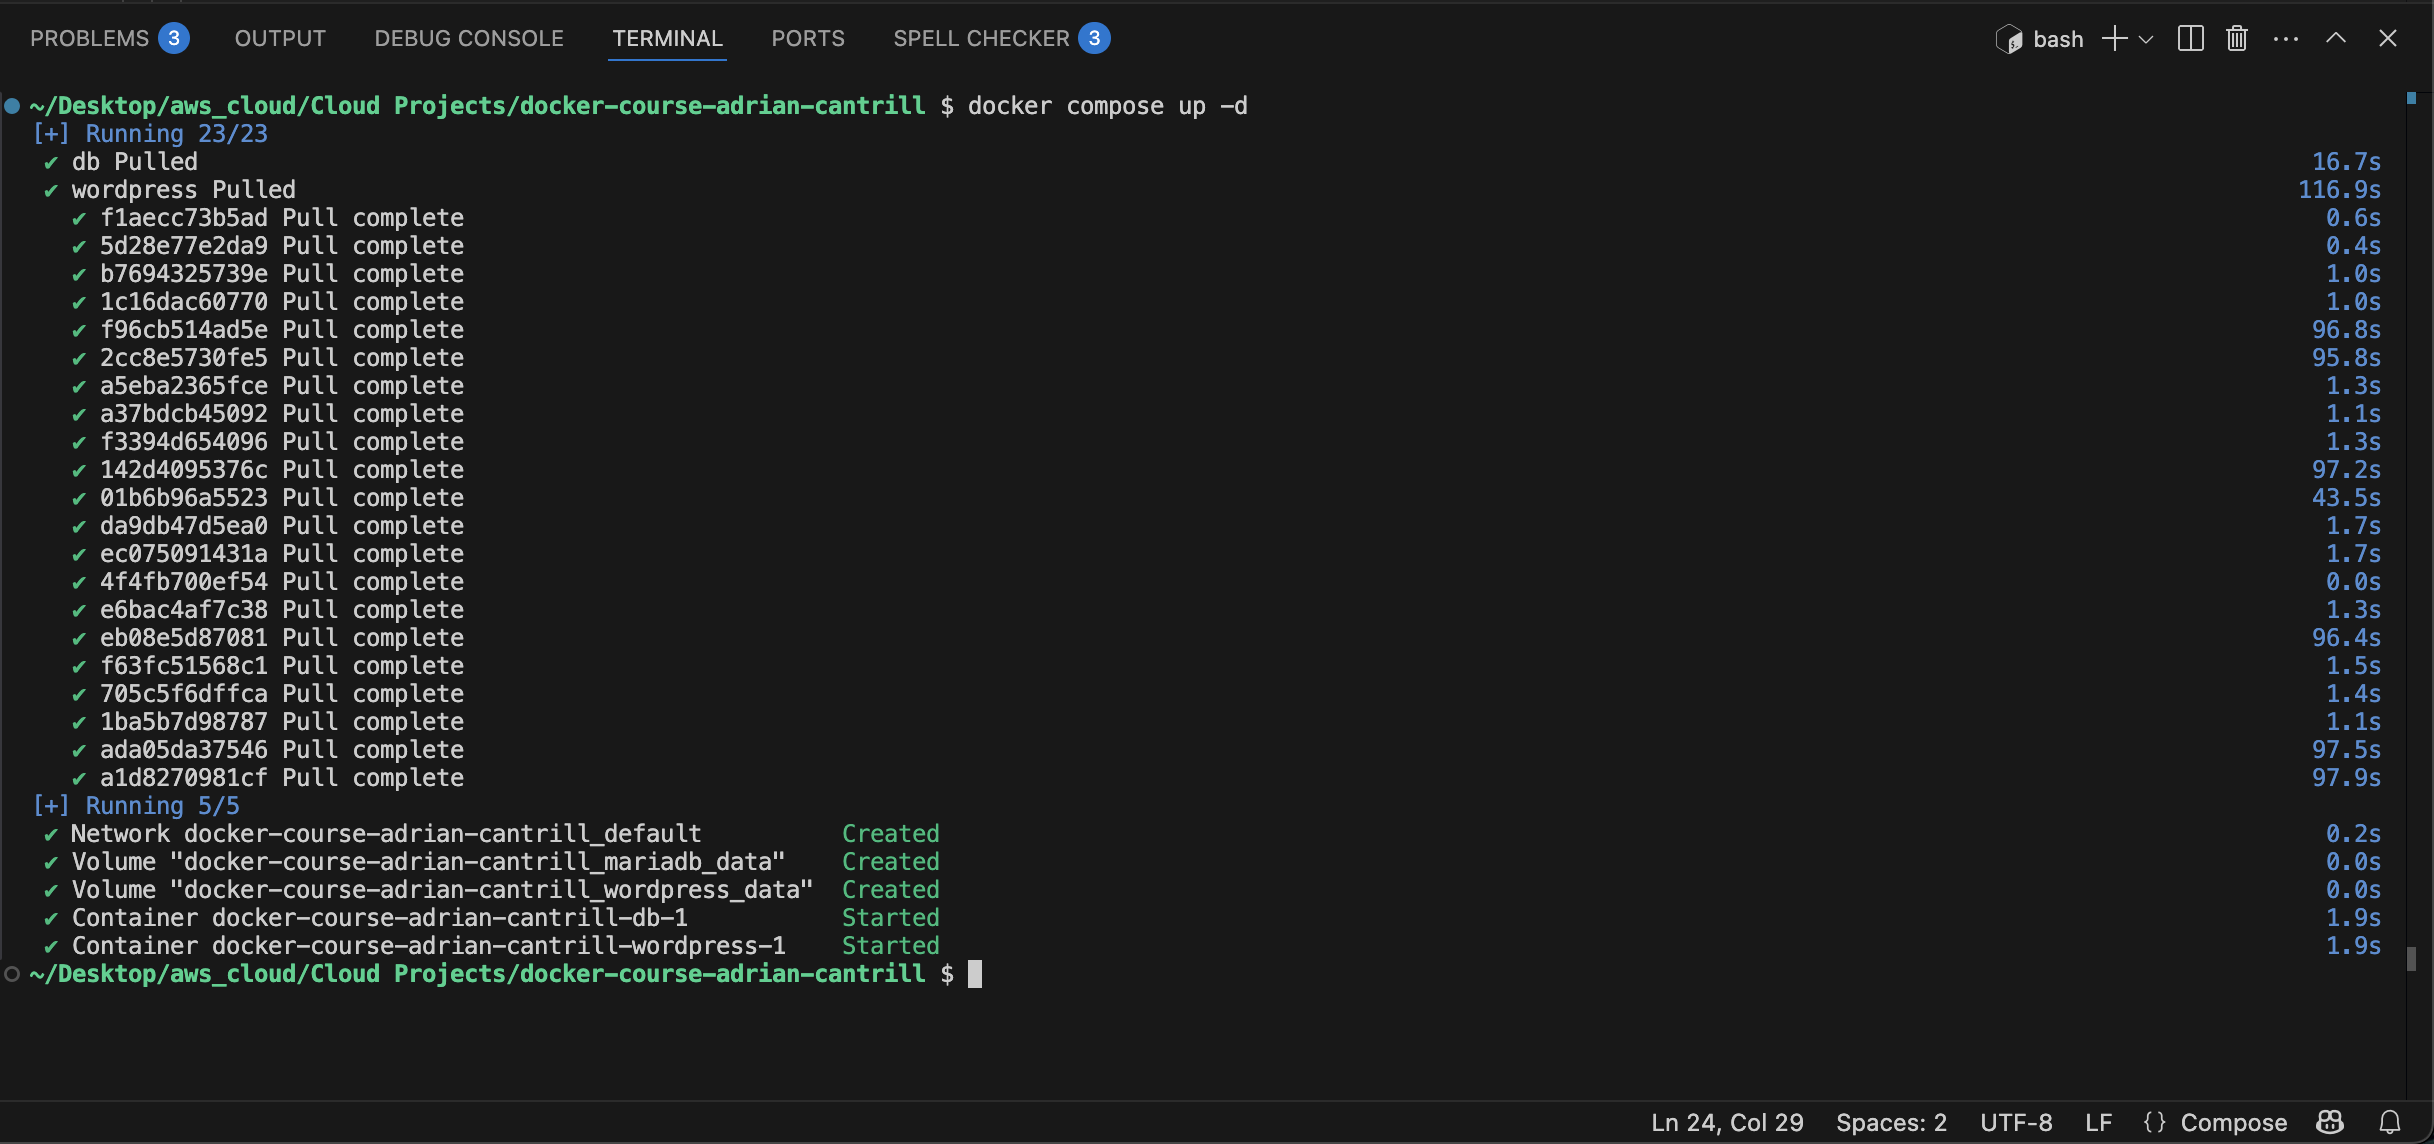 PROBLEMS 3 OUTPUT DEBUG CONSOLE TERMINAL PORTS SPELL CHECKER 3 bash
~/Desktop/aws_cloud/Cloud Projects/docker-course-adrian-cantrill $ docker compose up -d
[+] Running 23/23
✔ db Pulled 16.7s
✔ wordpress Pulled 116.9s
✔ f1aecc73b5ad Pull complete 0.6s
✔ 5d28e77e2da9 Pull complete 0.4s
✔ b7694325739e Pull complete 1.0s
✔ 1c16dac60770 Pull complete 1.0s
✔ f96cb514ad5e Pull complete 96.8s
✔ 2cc8e5730fe5 Pull complete 95.8s
✔ a5eba2365fce Pull complete 1.3s
✔ a37bdcb45092 Pull complete 1.1s
✔ f3394d654096 Pull complete 1.3s
✔ 142d4095376c Pull complete 97.2s
✔ 01b6b96a5523 Pull complete 43.5s
✔ da9db47d5ea0 Pull complete 1.7s
✔ ec075091431a Pull complete 1.7s
✔ 4f4fb700ef54 Pull complete 0.0s
✔ e6bac4af7c38 Pull complete 1.3s
✔ eb08e5d87081 Pull complete 96.4s
✔ f63fc51568c1 Pull complete 1.5s
✔ 705c5f6dffca Pull complete 1.4s
✔ 1ba5b7d98787 Pull complete 1.1s
✔ ada05da37546 Pull complete 97.5s
✔ a1d8270981cf Pull complete 97.9s
[+] Running 5/5
✔ Network docker-course-adrian-cantrill_default Created 0.2s
✔ Volume "docker-course-adrian-cantrill_mariadb_data" Created 0.0s
✔ Volume "docker-course-adrian-cantrill_wordpress_data" Created 0.0s
✔ Container docker-course-adrian-cantrill-db-1 Started 1.9s
✔ Container docker-course-adrian-cantrill-wordpress-1 Started 1.9s
~/Desktop/aws_cloud/Cloud Projects/docker-course-adrian-cantrill $
Ln 24, Col 29 Spaces: 2 UTF-8 LF {} Compose